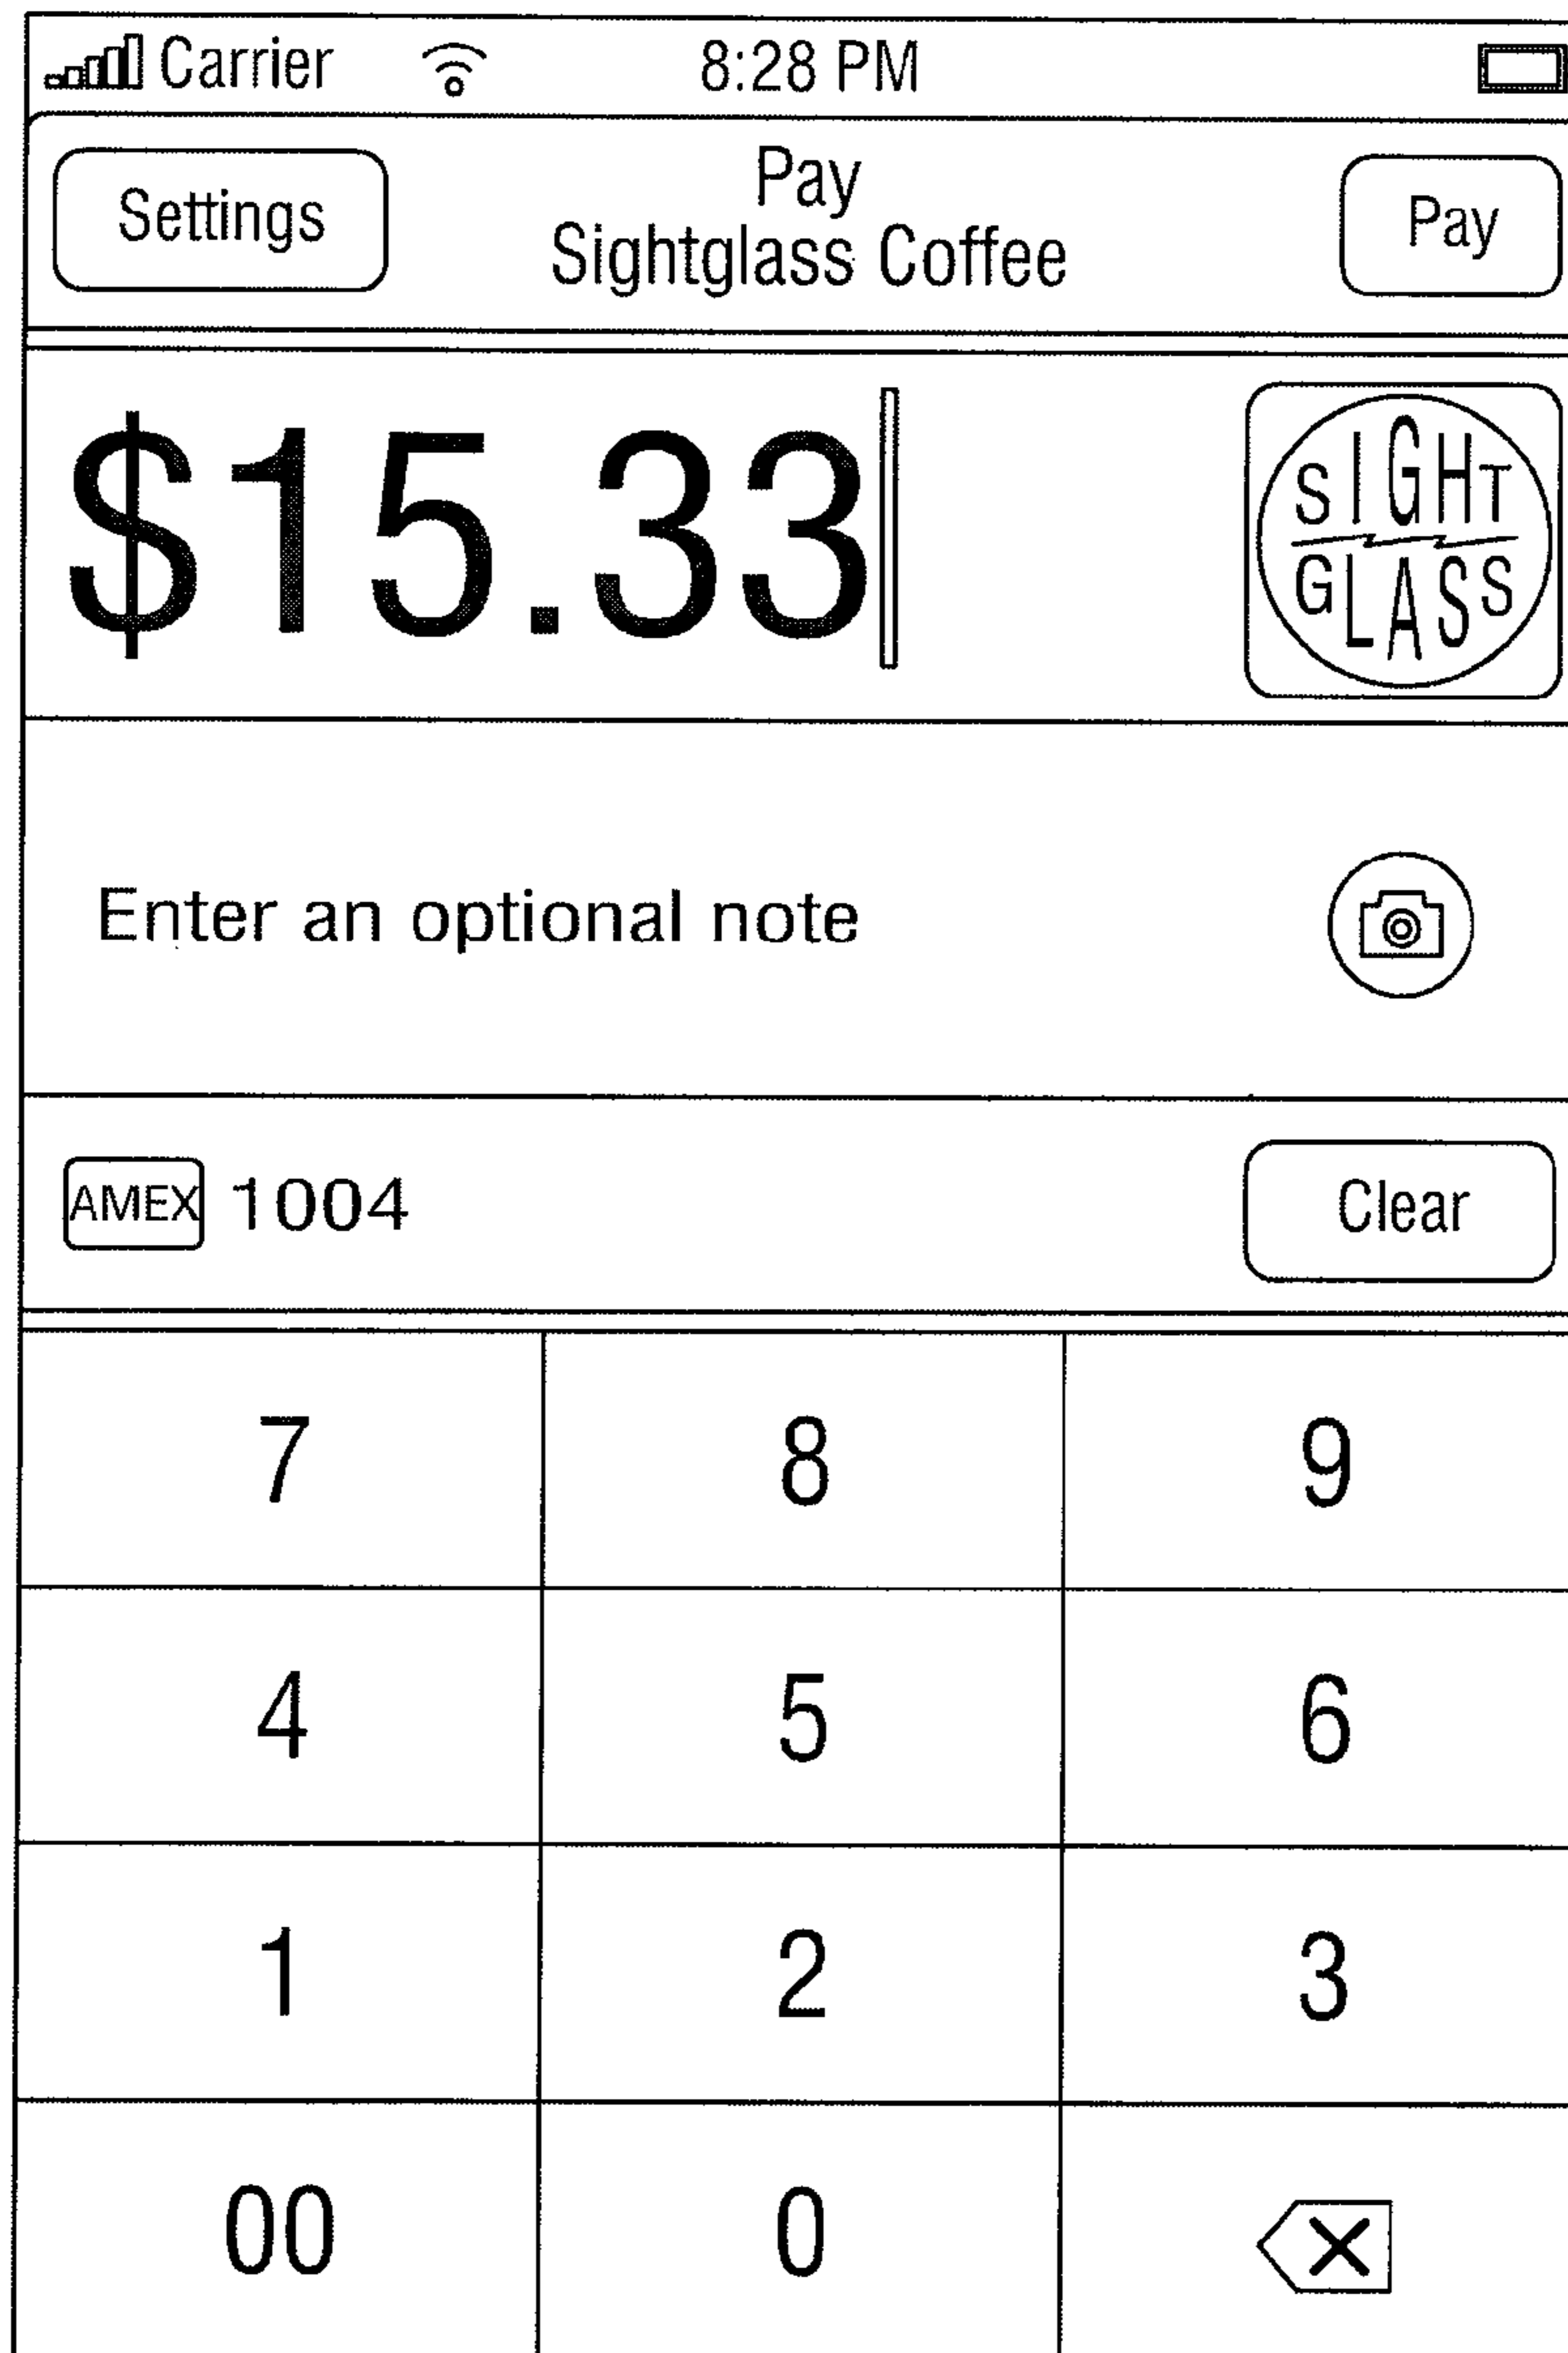 Carrier 8:28 PM
Settings
Pay
Sightglass Coffee
Pay
$15.33
SIGHT
GLASS
Enter an optional note
AMEX 1004
Clear
7 8 9
4 5 6
1 2 3
00 0